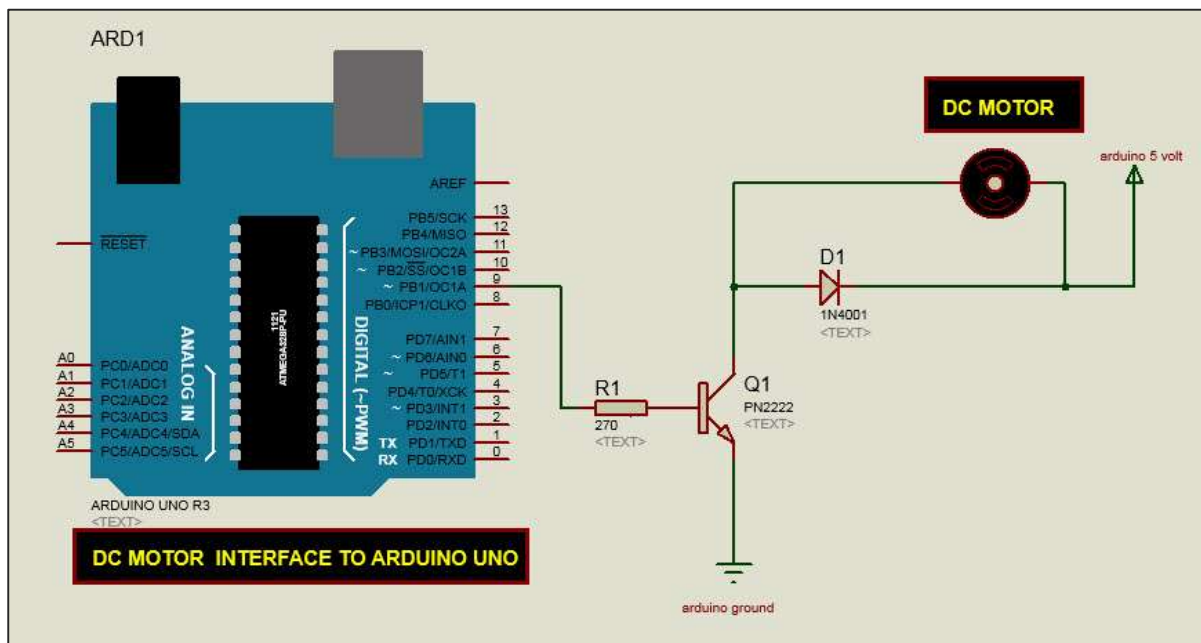 ARD1
DC MOTOR
arduino 5 volt
AREF
RESET
PB5/SCK 13
PB4/MISO 12
~ PB3/MOSI/OC2A 11
~ PB2/SS/OC1B 10
~ PB1/OC1A 9
PB0/ICP1/CLKO 8
PD7/AIN1 7
~ PD6/AIN0 6
~ PD5/T1 5
PD4/T0/XCK 4
~ PD3/INT1 3
PD2/INT0 2
TX PD1/TXD 1
RX PD0/RXD 0
DIGITAL (~PWM)
1121
ATMEGA328P-PU
ANALOG IN
A0 PC0/ADC0
A1 PC1/ADC1
A2 PC2/ADC2
A3 PC3/ADC3
A4 PC4/ADC4/SDA
A5 PC5/ADC5/SCL
D1
1N4001
<TEXT>
R1
270
<TEXT>
Q1
PN2222
<TEXT>
ARDUINO UNO R3
<TEXT>
DC MOTOR INTERFACE TO ARDUINO UNO
arduino ground